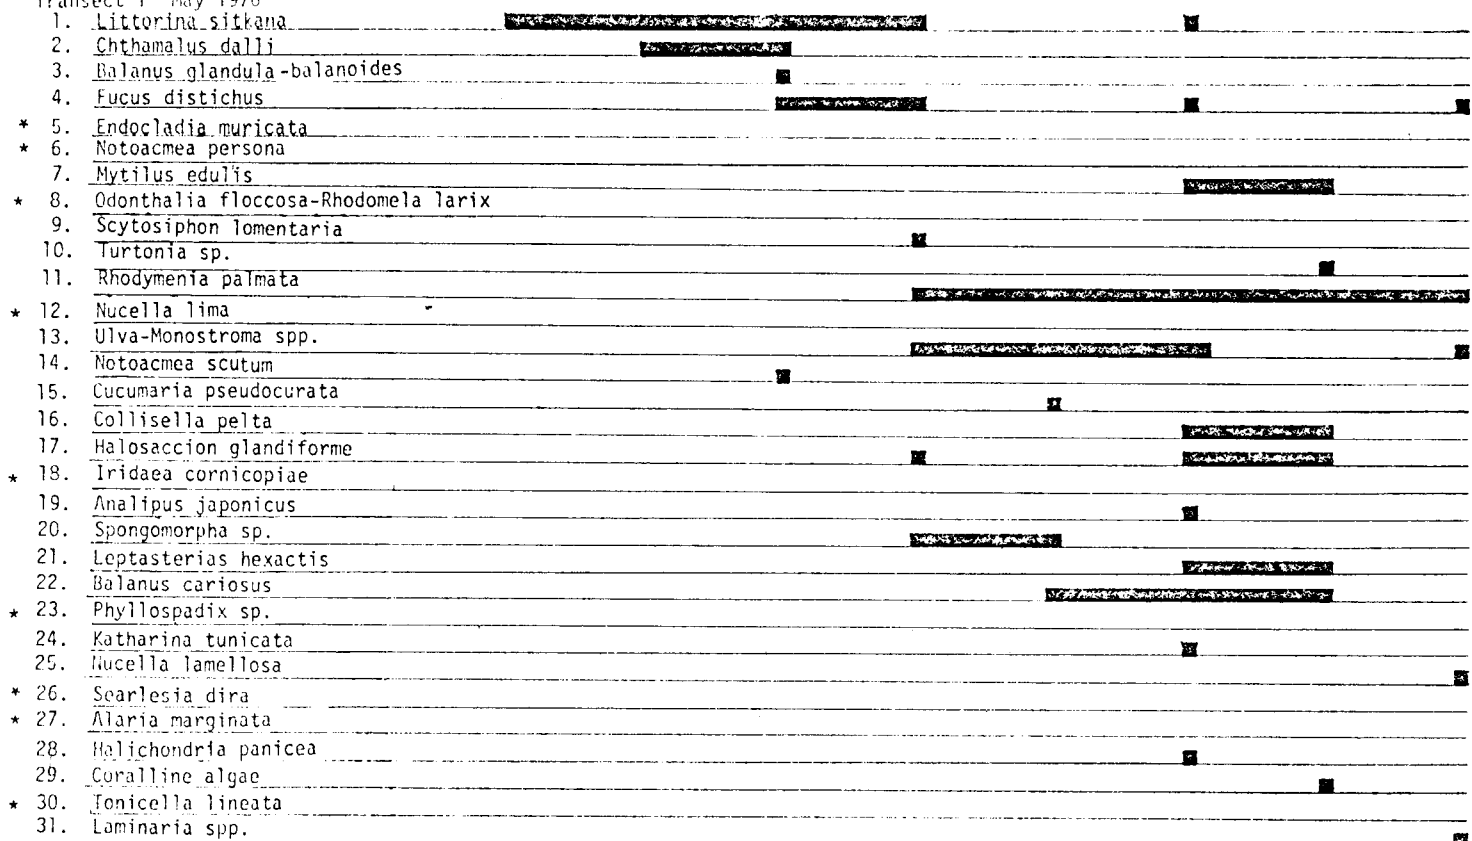 Transect 1 May 1976
1. Littorina sitkana
2. Chthamalus dalli
3. Balanus glandula-balanoides
4. Fucus distichus
* 5. Endocladia muricata
* 6. Notoacmea persona
7. Mytilus edulis
* 8. Odonthalia floccosa-Rhodomela larix
9. Scytosiphon lomentaria
10. Turtonia sp.
11. Rhodymenia palmata
* 12. Nucella lima
13. Ulva-Monostroma spp.
14. Notoacmea scutum
15. Cucumaria pseudocurata
16. Collisella pelta
17. Halosaccion glandiforme
* 18. Iridaea cornicopiae
19. Analipus japonicus
20. Spongomorpha sp.
21. Leptasterias hexactis
22. Balanus cariosus
* 23. Phyllospadix sp.
24. Katharina tunicata
25. Nucella lamellosa
* 26. Searlesia dira
* 27. Alaria marginata
28. Halichondria panicea
29. Coralline algae
* 30. Tonicella lineata
31. Laminaria spp.